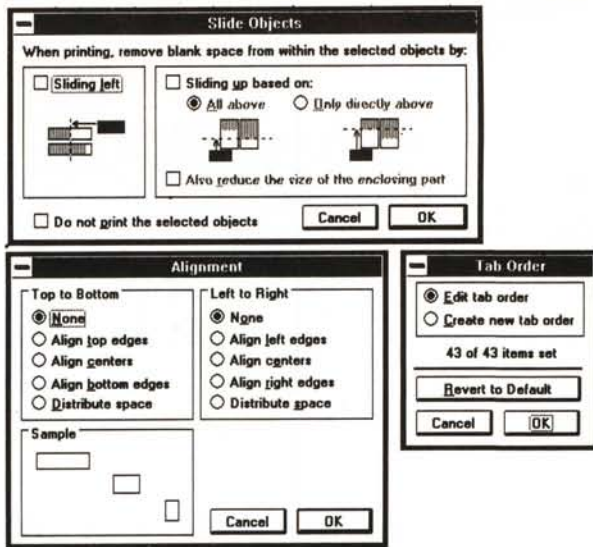 Slide Objects
When printing, remove blank space from within the selected objects by:
Sliding left
Sliding up based on:
All above
Only directly above
Also reduce the size of the enclosing part
Do not print the selected objects
Cancel
OK
Alignment
Top to Bottom
None
Align top edges
Align centers
Align bottom edges
Distribute space
Left to Right
None
Align left edges
Align centers
Align right edges
Distribute space
Sample
Cancel
OK
Tab Order
Edit tab order
Create new tab order
43 of 43 items set
Revert to Default
Cancel
OK